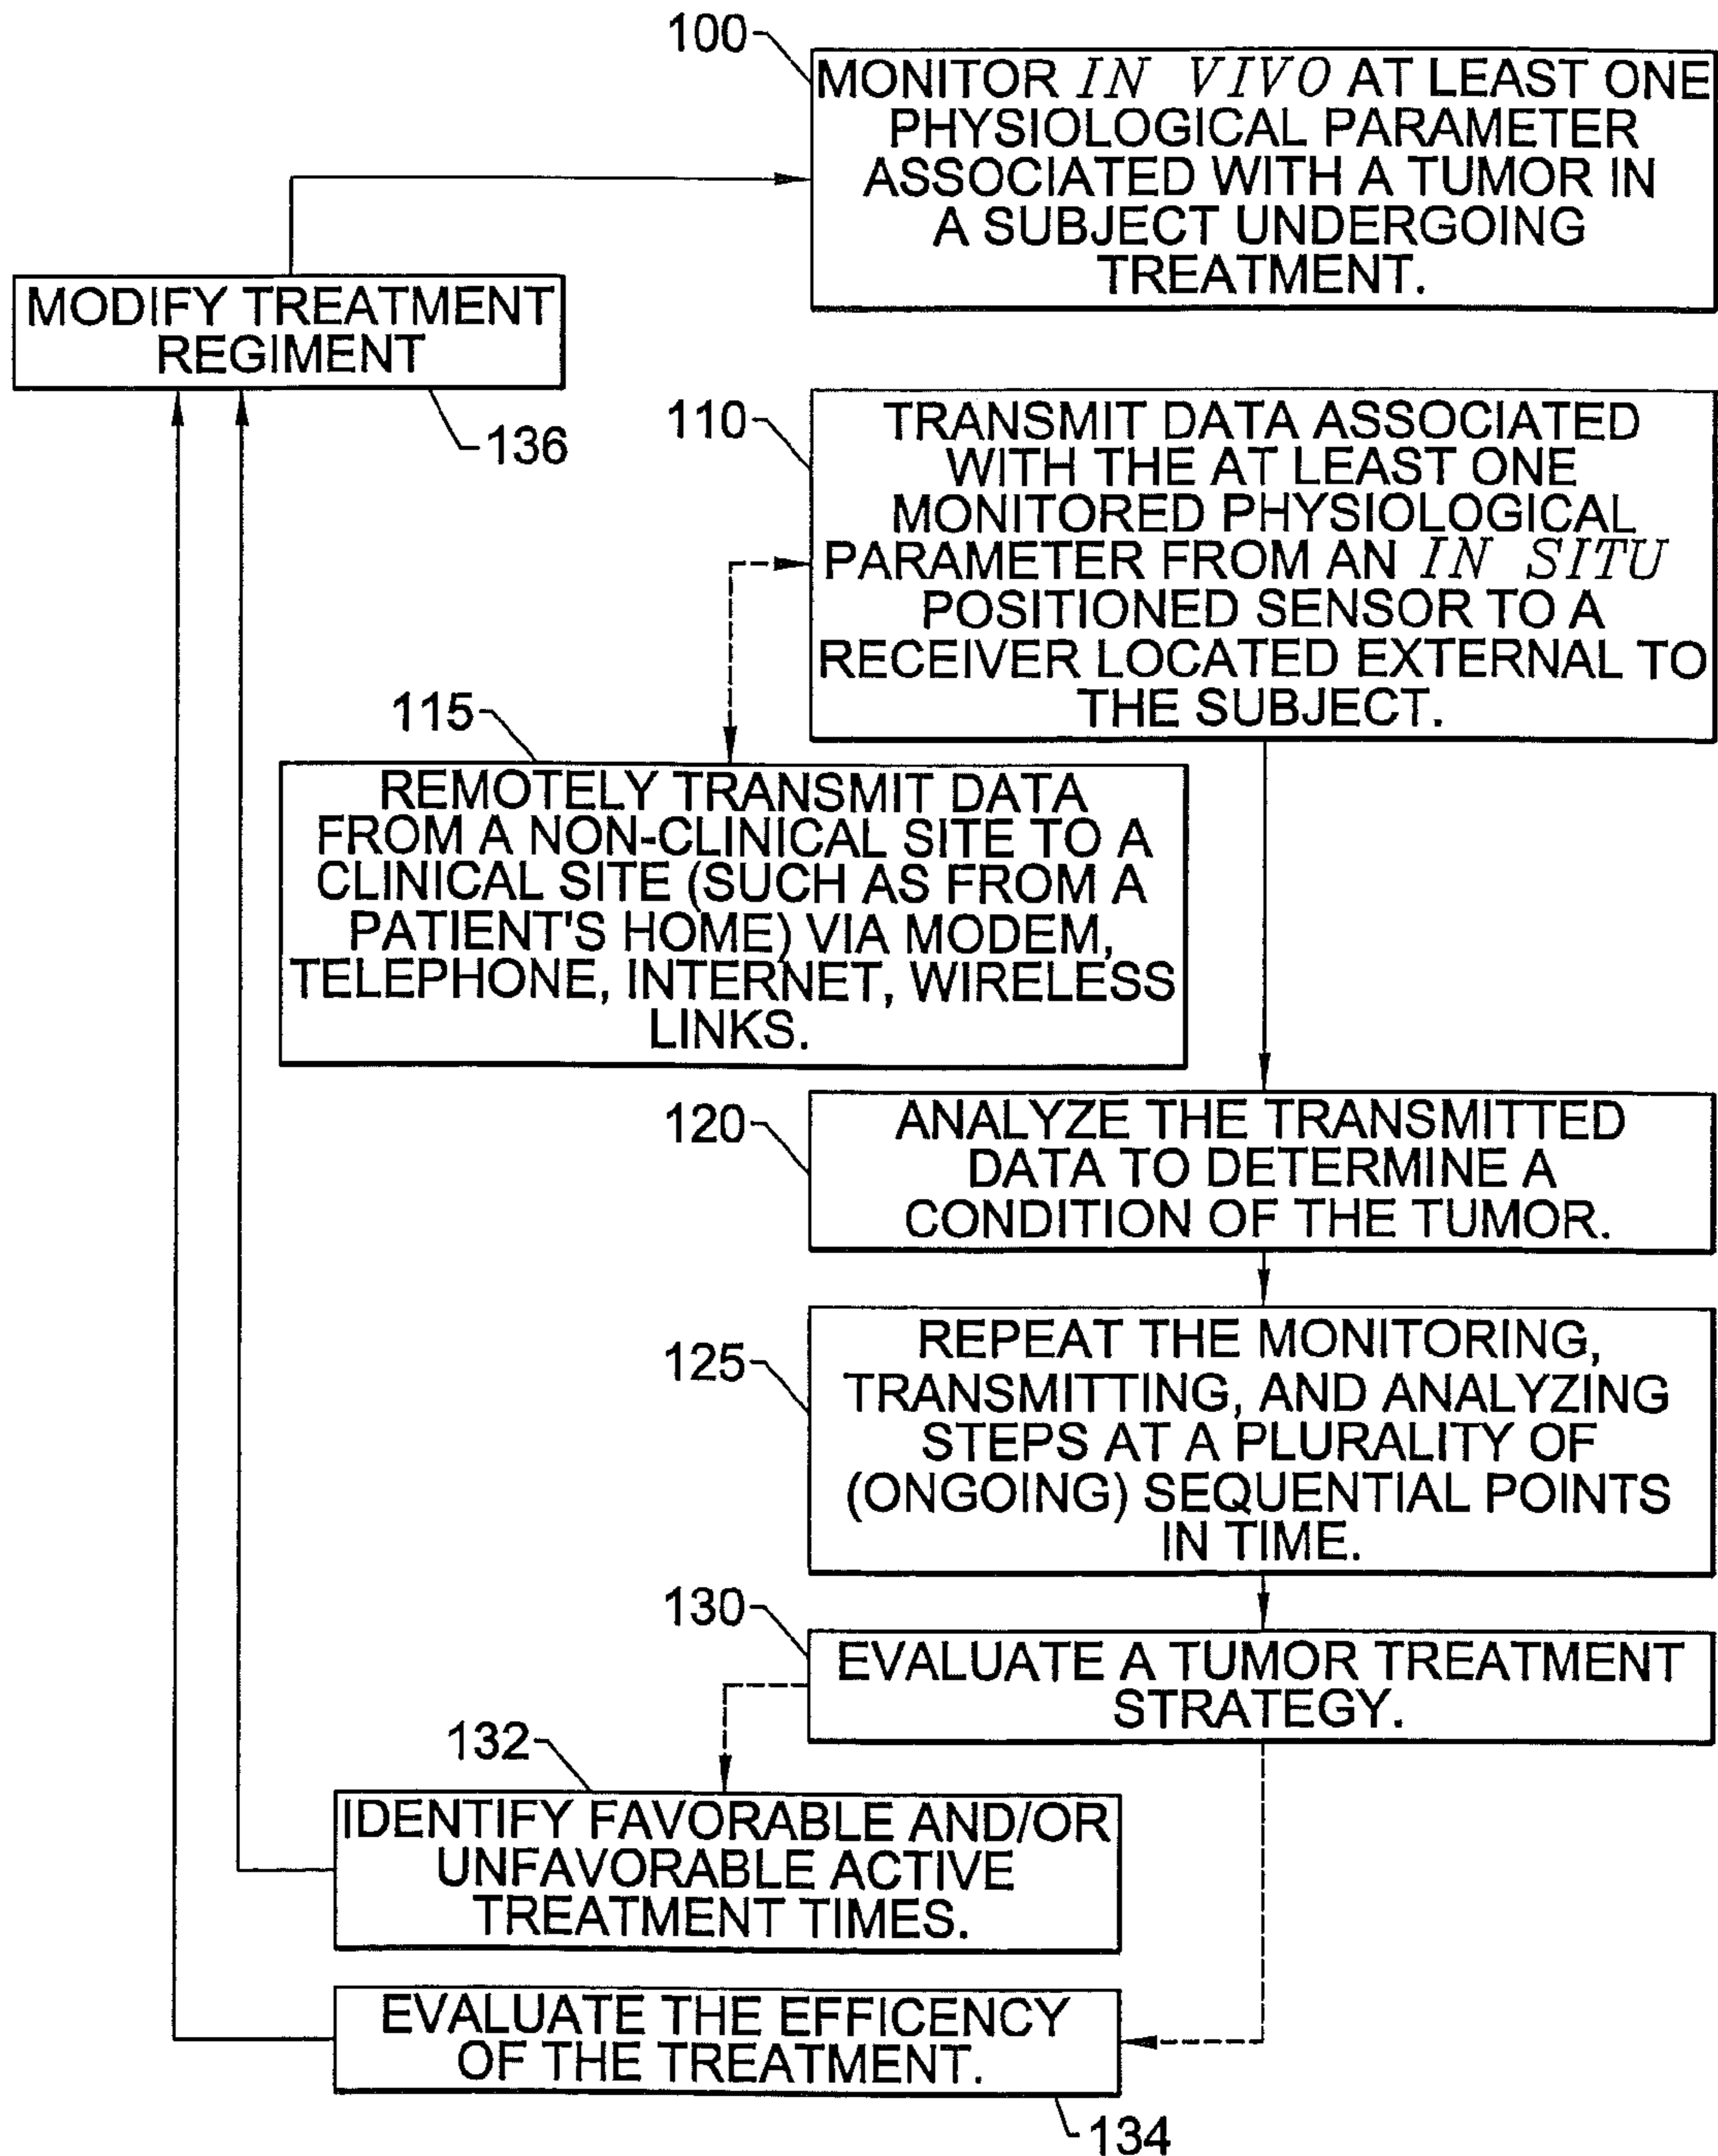 100
MONITOR IN VIVO AT LEAST ONE
PHYSIOLOGICAL PARAMETER
ASSOCIATED WITH A TUMOR IN
A SUBJECT UNDERGOING
TREATMENT.
MODIFY TREATMENT
REGIMENT
136
110
TRANSMIT DATA ASSOCIATED
WITH THE AT LEAST ONE
MONITORED PHYSIOLOGICAL
PARAMETER FROM AN IN SITU
POSITIONED SENSOR TO A
RECEIVER LOCATED EXTERNAL TO
THE SUBJECT.
115
REMOTELY TRANSMIT DATA
FROM A NON-CLINICAL SITE TO A
CLINICAL SITE (SUCH AS FROM A
PATIENT'S HOME) VIA MODEM,
TELEPHONE, INTERNET, WIRELESS
LINKS.
120
ANALYZE THE TRANSMITTED
DATA TO DETERMINE A
CONDITION OF THE TUMOR.
125
REPEAT THE MONITORING,
TRANSMITTING, AND ANALYZING
STEPS AT A PLURALITY OF
(ONGOING) SEQUENTIAL POINTS
IN TIME.
130
EVALUATE A TUMOR TREATMENT
STRATEGY.
132
IDENTIFY FAVORABLE AND/OR
UNFAVORABLE ACTIVE
TREATMENT TIMES.
EVALUATE THE EFFICENCY
OF THE TREATMENT.
134